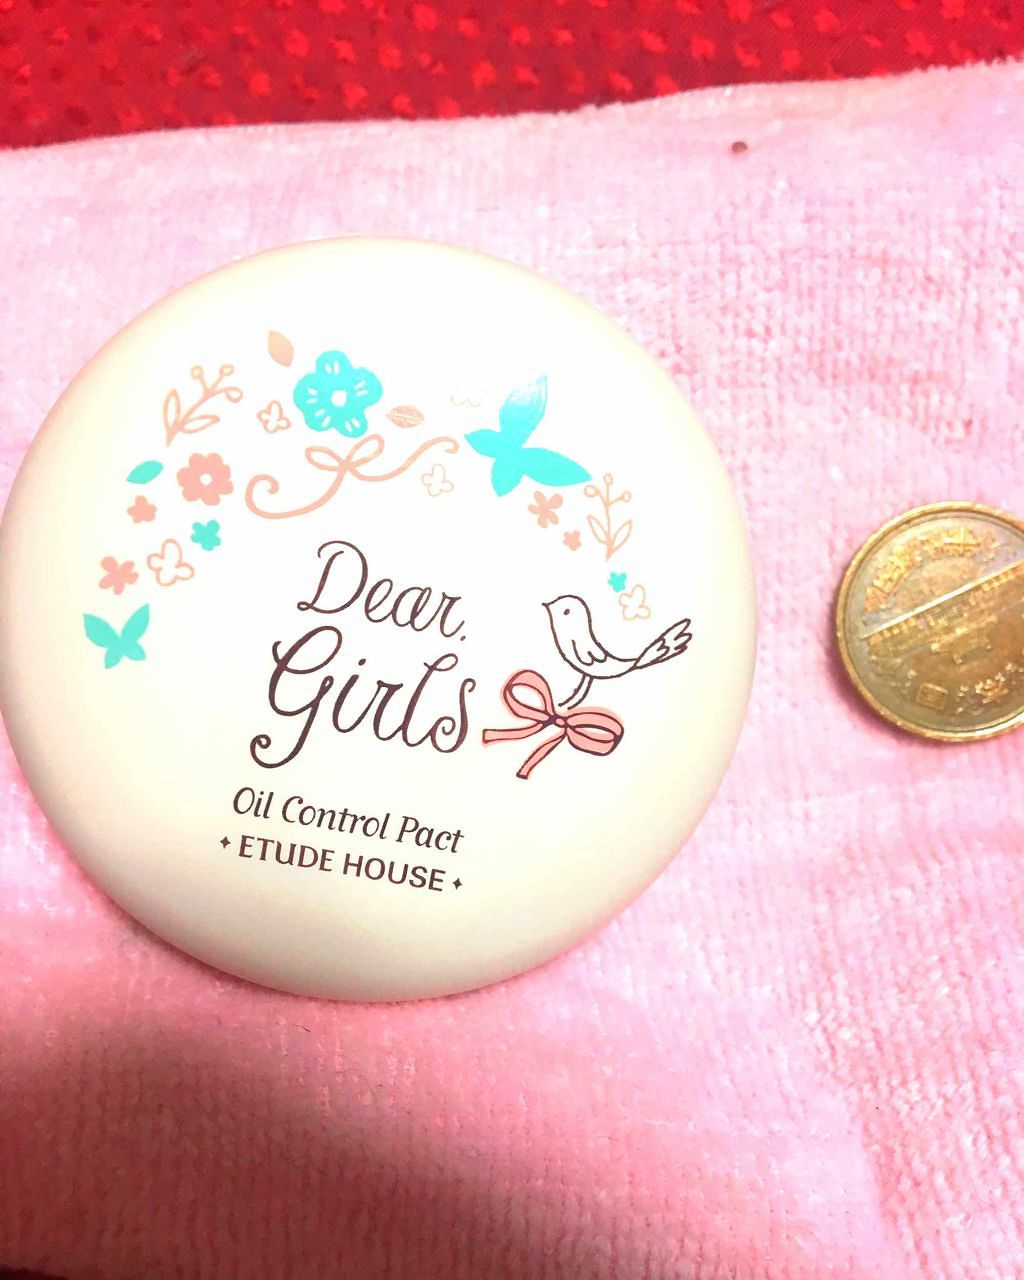 Dear,
Girls
Oil Control Pact
ETUDE HOUSE